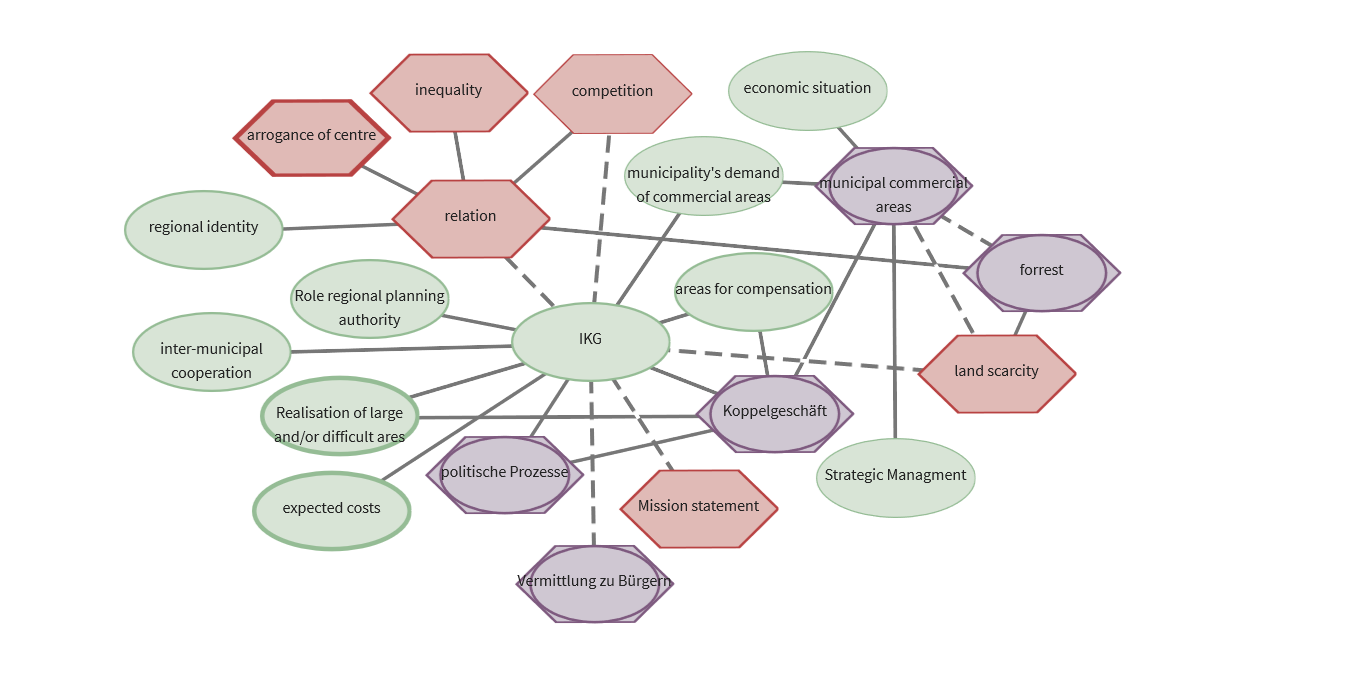 economic situation
inequality
competition
arrogance of centre
municipality's demand
of commercial areas
municipal commercial
areas
relation
regional identity
forrest
areas for compensation
Role regional planning
authority
IKG
inter-municipal
cooperation
land scarcity
Realisation of large
and/or difficult ares
Koppelgeschäft
politische Prozesse
Strategic Managment
expected costs
Mission statement
Vermittlung zu Bürgern